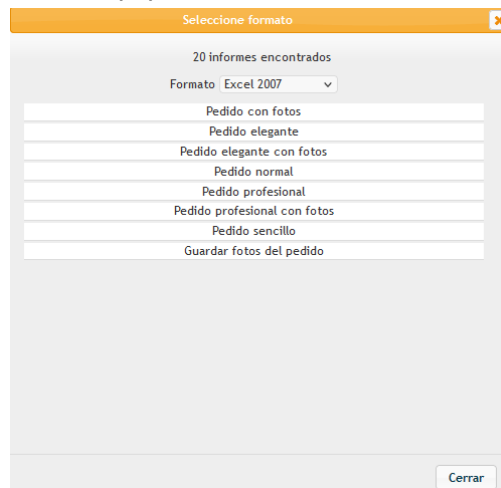 Seleccione formato
20 informes encontrados
Formato Excel 2007
Pedido con fotos
Pedido elegante
Pedido elegante con fotos
Pedido normal
Pedido profesional
Pedido profesional con fotos
Pedido sencillo
Guardar fotos del pedido
Cerrar